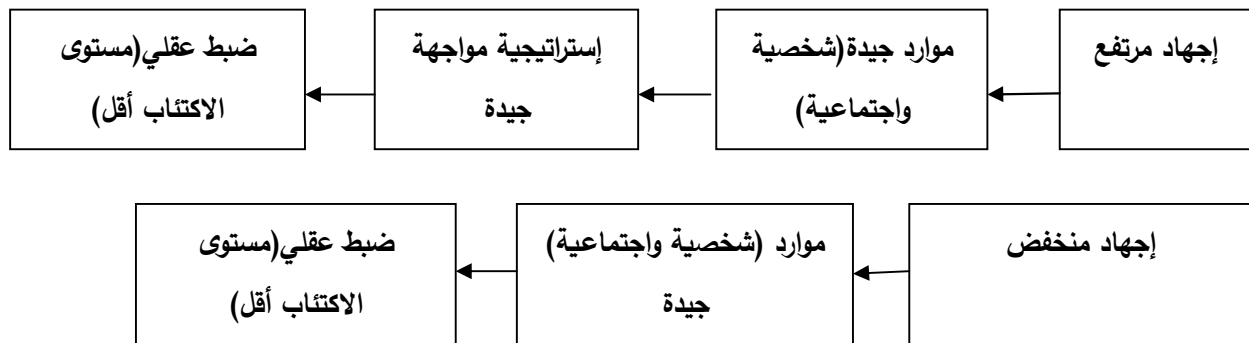 إجهاد مرتفع
موارد جيدة(شخصية
واجتماعية)
إستراتيجية مواجهة
جيدة
ضبط عقلي(مستوى
الاكتئاب أقل)
إجهاد منخفض
موارد (شخصية واجتماعية)
جيدة
ضبط عقلي(مستوى
الاكتئاب أقل)